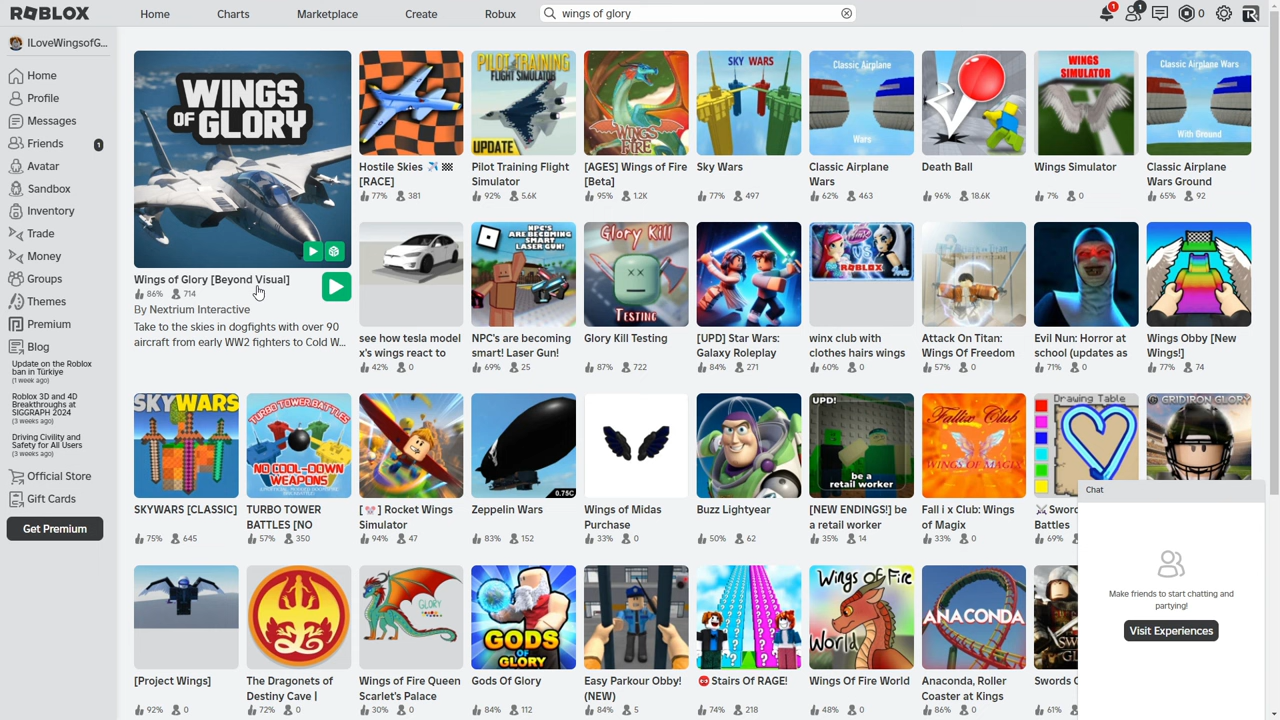 ROBLOX
Home
Charts
Marketplace
Create
Robux
wings of glory
1
1
0
ILoveWingsofG...
Home
Profile
Messages
Friends 1
Avatar
Sandbox
Inventory
Trade
Money
Groups
Themes
Premium
Blog
Update on the Roblox
ban in Türkiye
(1 week ago)
Roblox 3D and 4D
Breakthroughs at
SIGGRAPH 2024
(3 weeks ago)
Driving Civility and
Safety for All Users
(3 weeks ago)
Official Store
Gift Cards
Get Premium
WINGS
OF GLORY
Wings of Glory [Beyond Visual]
86% 714
By Nextrium Interactive
Take to the skies in dogfights with over 90
aircraft from early WW2 fighters to Cold W...
Hostile Skies
[RACE]
77% 381
PILOT TRAINING
FLIGHT SIMULATOR
UPDATE
Pilot Training Flight
Simulator
92% 5.6K
WINGS
OF FIRE
[AGES] Wings of Fire
[Beta]
95% 1.2K
SKY WARS
Sky Wars
77% 497
Classic Airplane
Wars
Classic Airplane
Wars
62% 463
Death Ball
96% 18.6K
WINGS
SIMULATOR
Wings Simulator
7% 0
Classic Airplane Wars
With Ground
Classic Airplane
Wars Ground
65% 92
see how tesla model
x's wings react to
42% 0
NPC's ARE
BECOMING
SMART
LASER GUN!
NPC's are becoming
smart! Laser Gun!
69% 25
Glory Kill
TESTING
Glory Kill Testing
87% 722
[UPD] Star Wars:
Galaxy Roleplay
84% 271
ROBLOX
winx club with
clothes hairs wings
60% 0
Attack On Titan:
Wings Of Freedom
57% 0
Evil Nun: Horror at
school (updates as
71% 0
Wings Obby [New
Wings!]
77% 74
SKYWARS
SKYWARS [CLASSIC]
75% 645
TURBO TOWER
BATTLES
NO COOL-DOWN
WEAPONS
TURBO TOWER
BATTLES [NO
57% 350
[🐭] Rocket Wings
Simulator
94% 47
0.75C
Zeppelin Wars
83% 152
Wings of Midas
Purchase
33% 0
Buzz Lightyear
50% 62
UPD!
be a
retail worker
[NEW ENDINGS!] be
a retail worker
35% 14
Fallix Club
WINGS OF MAGIX
Fall i x Club: Wings
of Magix
33% 0
Drawing Table
Sword
Battles
69%
GRIDIRON GLORY
[Project Wings]
92% 0
The Dragonets of
Destiny Cave |
72% 0
GLORY
Wings of Fire Queen
Scarlet's Palace
30% 0
GODS
OF
GLORY
Gods Of Glory
84% 112
Easy Parkour Obby!
(NEW)
84% 5
Stairs Of RAGE!
74% 218
Wings Of Fire
World
Wings Of Fire World
48% 0
ANACONDA
Anaconda, Roller
Coaster at Kings
86% 0
Swords O
61%
Chat
Make friends to start chatting and
partying!
Visit Experiences